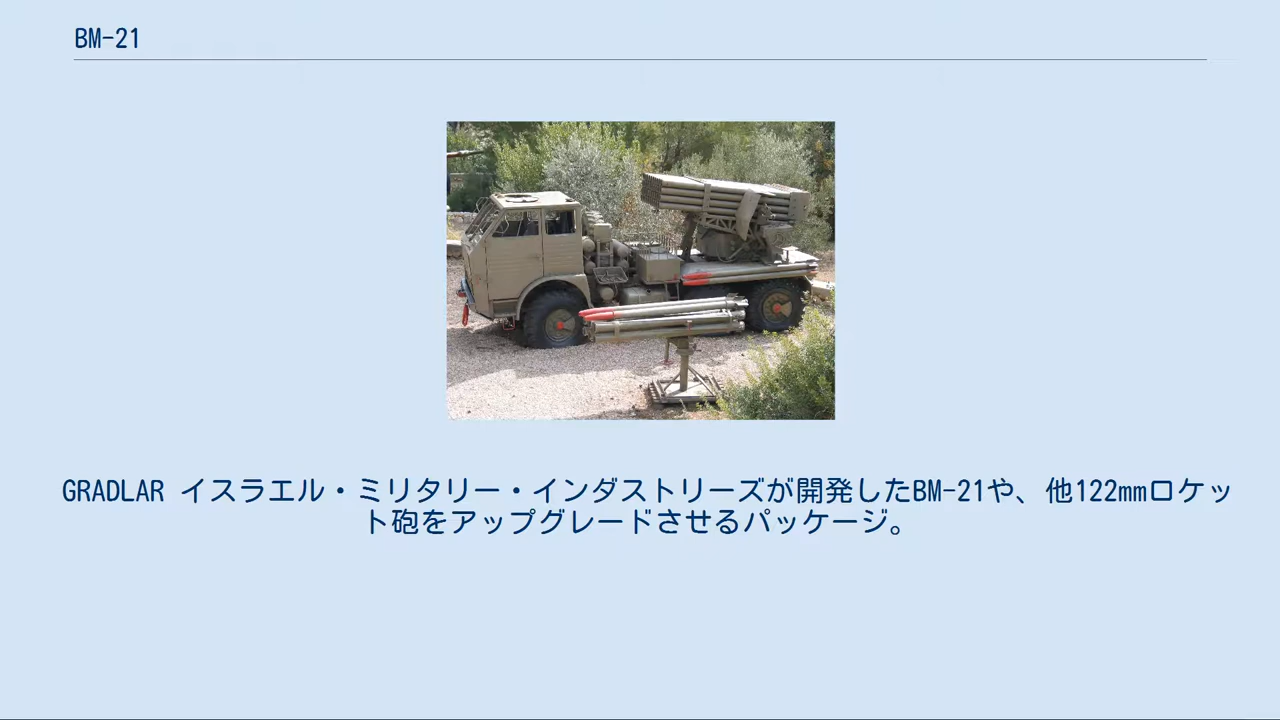 BM-21
GRADLAR イスラエル・ミリタリー・インダストリーズが開発したBM-21や、他122mmロケッ
ト砲をアップグレードさせるパッケージ。